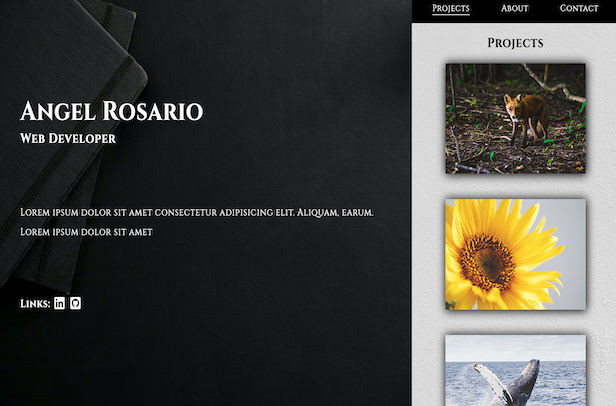 Projects
About
Contact
Projects
Angel Rosario
Web Developer
Lorem ipsum dolor sit amet consectetur adipisicing elit. Aliquam, earum.
Lorem ipsum dolor sit amet
Links: